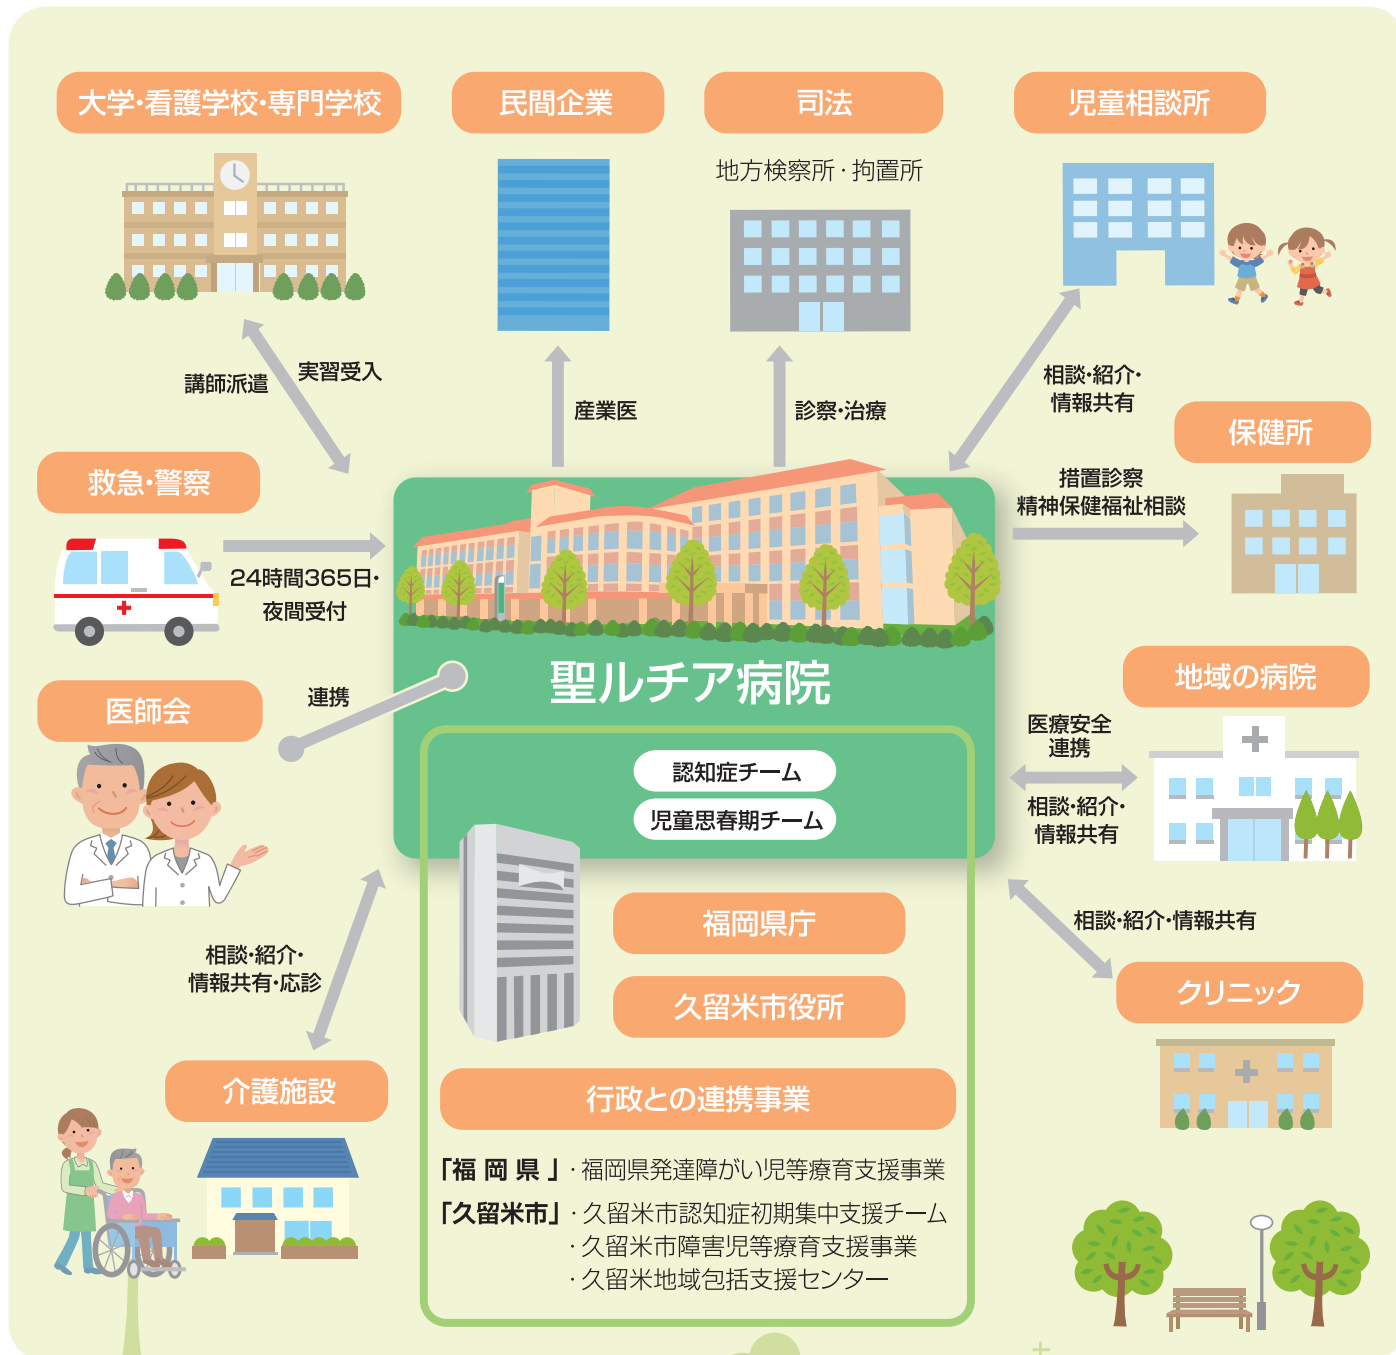 大学・看護学校・専門学校
民間企業
司法
児童相談所
地方検察所・拘置所
講師派遣
実習受入
産業医
診察・治療
相談・紹介・
情報共有
保健所
救急・警察
措置診察
精神保健福祉相談
24時間365日・
夜間受付
聖ルチア病院
地域の病院
医師会
連携
医療安全
連携
相談・紹介・
情報共有
認知症チーム
児童思春期チーム
福岡県庁
相談・紹介・情報共有
相談・紹介・
情報共有・応診
久留米市役所
クリニック
介護施設
行政との連携事業
「福岡県」・福岡県発達障がい児等療育支援事業
「久留米市」・久留米市認知症初期集中支援チーム
・久留米市障害児等療育支援事業
・久留米地域包括支援センター